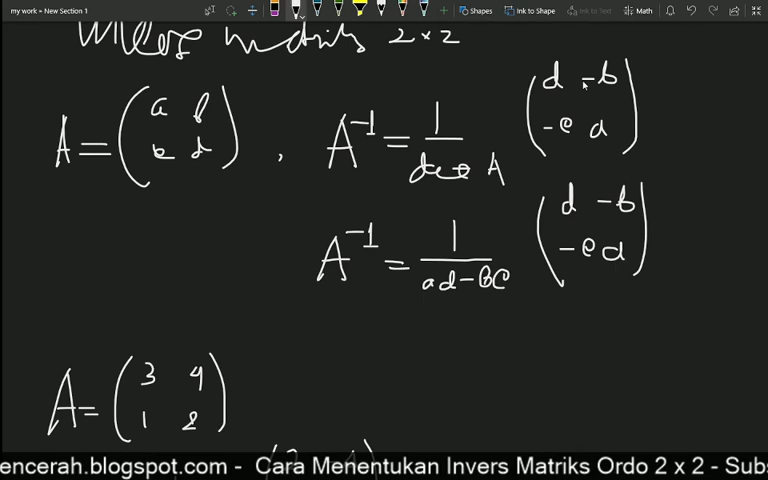 my work » New Section 1
Shapes Ink to Shape Ink to Text Math
Invers matriks 2 x 2
A = ( a b
c d ) , A⁻¹ = 1 / det A ( d -b
-c a )
A⁻¹ = 1 / ad-bc ( d -b
-c a )
A = ( 3 4
1 2 )
encerah.blogspot.com - Cara Menentukan Invers Matriks Ordo 2 x 2 - Subs